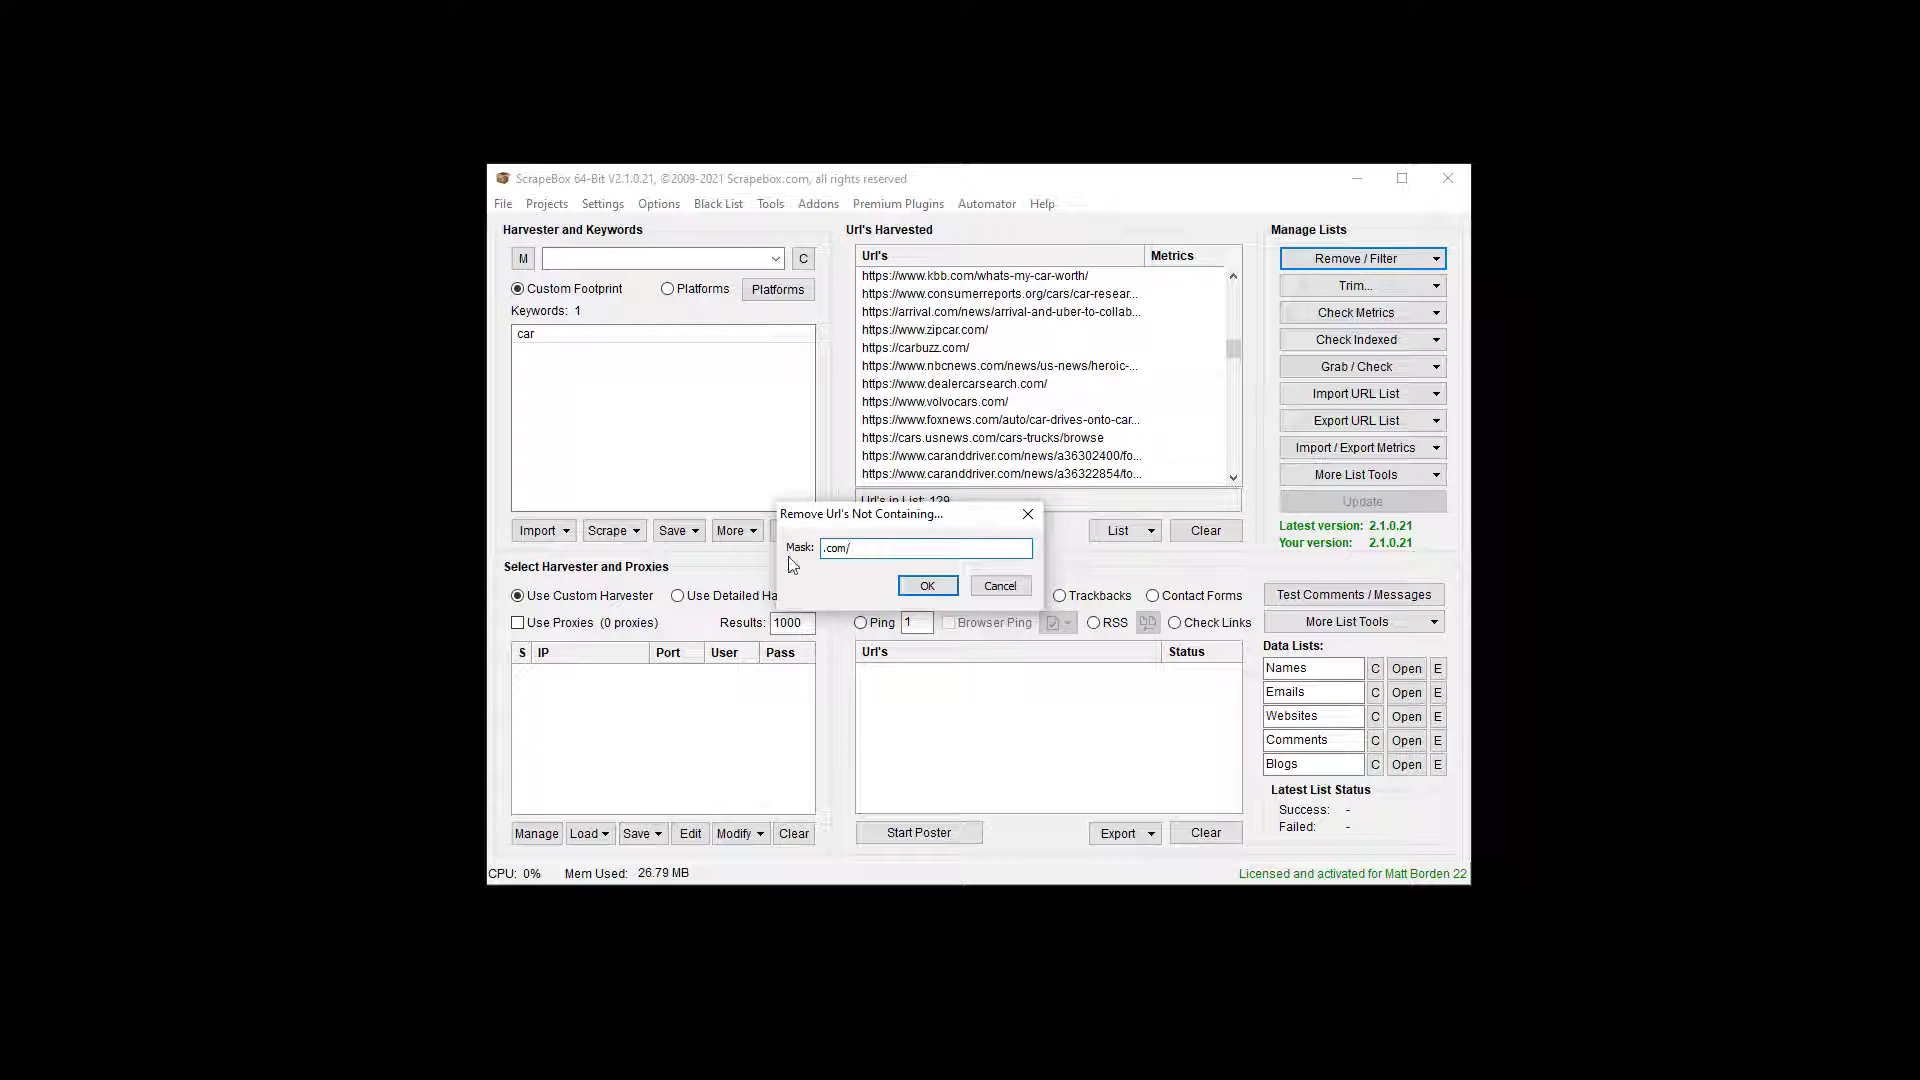 ScrapeBox 64-Bit V2.1.0.21, ©2009-2021 Scrapebox.com, all rights reserved
File Projects Settings Options Black List Tools Addons Premium Plugins Automator Help
Harvester and Keywords
M C
Custom Footprint Platforms Platforms
Keywords: 1
car
Import Scrape Save More
Url's Harvested
Url's Metrics
https://www.kbb.com/whats-my-car-worth/
https://www.consumerreports.org/cars/car-resear...
https://arrival.com/news/arrival-and-uber-to-collab...
https://www.zipcar.com/
https://carbuzz.com/
https://www.nbcnews.com/news/us-news/heroic-...
https://www.dealercarsearch.com/
https://www.volvocars.com/
https://www.foxnews.com/auto/car-drives-onto-car...
https://cars.usnews.com/cars-trucks/browse
https://www.caranddriver.com/news/a36302400/fo...
https://www.caranddriver.com/news/a36322854/to...
Url's in List: 129
List Clear
Manage Lists
Remove / Filter
Trim...
Check Metrics
Check Indexed
Grab / Check
Import URL List
Export URL List
Import / Export Metrics
More List Tools
Update
Latest version: 2.1.0.21
Your version: 2.1.0.21
Remove Url's Not Containing...
Mask: .com/
OK Cancel
Select Harvester and Proxies
Use Custom Harvester Use Detailed Ha
Use Proxies (0 proxies) Results: 1000
S IP Port User Pass
Manage Load Save Edit Modify Clear
Trackbacks Contact Forms
Ping 1 Browser Ping RSS Check Links
Url's Status
Start Poster Export Clear
Test Comments / Messages
More List Tools
Data Lists:
Names C Open E
Emails C Open E
Websites C Open E
Comments C Open E
Blogs C Open E
Latest List Status
Success: -
Failed: -
CPU: 0% Mem Used: 26.79 MB
Licensed and activated for Matt Borden 22